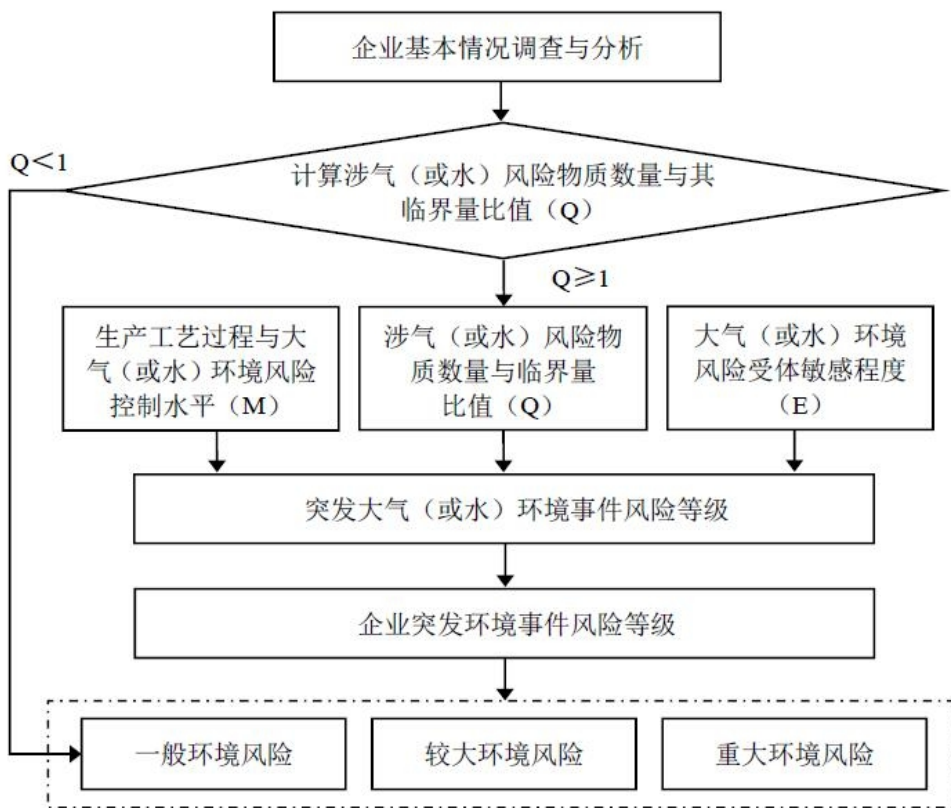 企业基本情况调查与分析
Q＜1
计算涉气（或水）风险物质数量与其
临界量比值（Q）
Q≥1
生产工艺过程与大
气（或水）环境风险
控制水平（M）
涉气（或水）风险物
质数量与临界量
比值（Q）
大气（或水）环境
风险受体敏感程度
（E）
突发大气（或水）环境事件风险等级
企业突发环境事件风险等级
一般环境风险
较大环境风险
重大环境风险